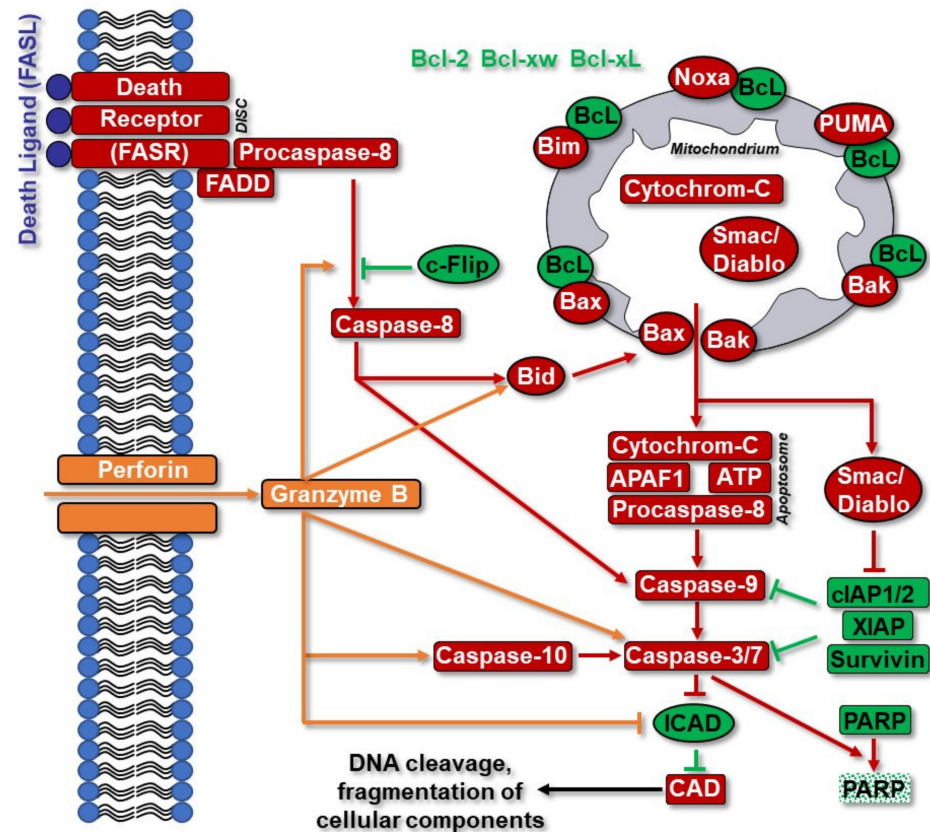 Death Ligand (FASL)
Bcl-2 Bcl-xw Bcl-xL
Death
Receptor
(FASR)
DISC
Procaspase-8
FADD
Noxa
BcL
BcL
Bim
PUMA
BcL
Mitochondrium
Cytochrom-C
Smac/
Diablo
BcL
Bax
BcL
Bak
Bax
Bak
c-Flip
Caspase-8
Bid
Perforin
Granzyme B
Cytochrom-C
APAF1
ATP
Procaspase-8
Apoptosome
Smac/
Diablo
Caspase-9
cIAP1/2
XIAP
Survivin
Caspase-10
Caspase-3/7
ICAD
PARP
CAD
PARP
DNA cleavage,
fragmentation of
cellular components